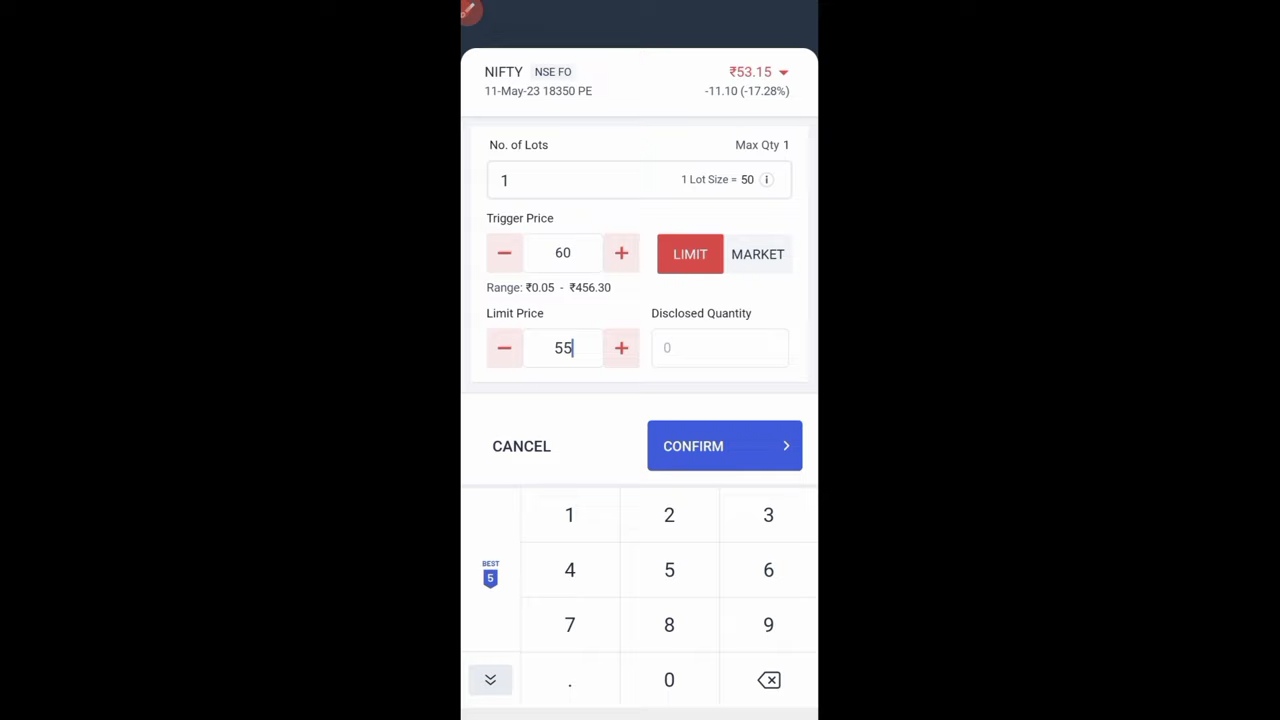 NIFTY NSE FO ₹53.15
11-May-23 18350 PE -11.10 (-17.28%)
No. of Lots Max Qty 1
1 1 Lot Size = 50 i
Trigger Price
− 60 + LIMIT MARKET
Range: ₹0.05 - ₹456.30
Limit Price Disclosed Quantity
− 55 + 0
CANCEL CONFIRM
1 2 3
BEST
5
4 5 6
7 8 9
. 0